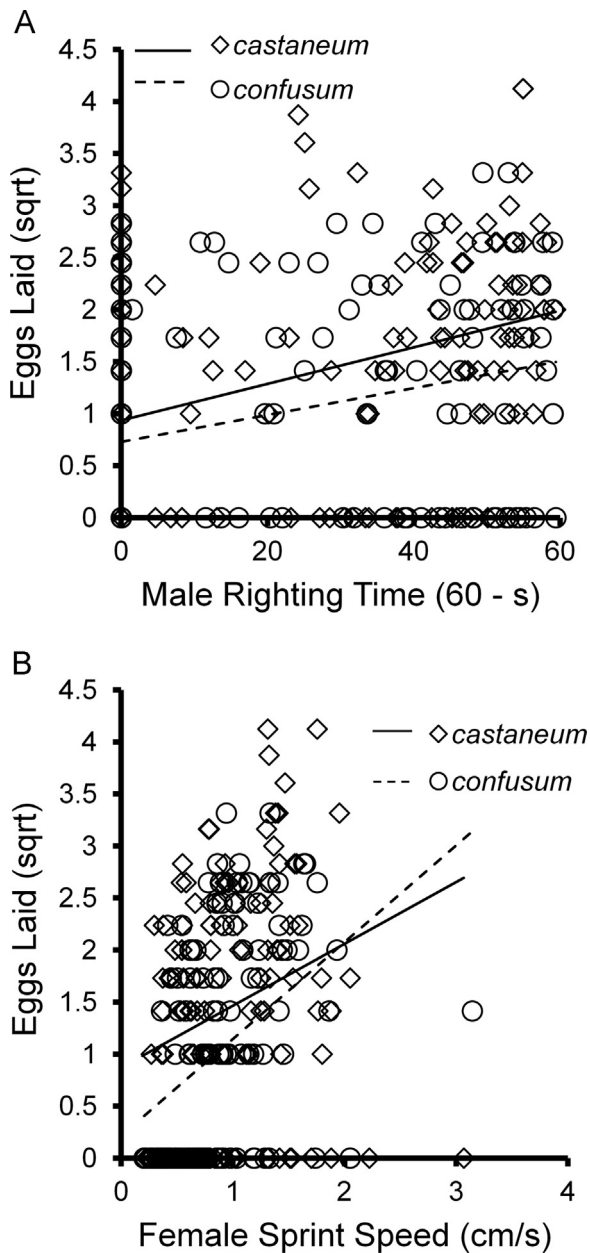 A
4.5
4
3.5
3
2.5
2
1.5
1
0.5
0
Eggs Laid (sqrt)
castaneum
confusum
0 20 40 60
Male Righting Time (60 - s)
B
4.5
4
3.5
3
2.5
2
1.5
1
0.5
0
Eggs Laid (sqrt)
castaneum
confusum
0 1 2 3 4
Female Sprint Speed (cm/s)